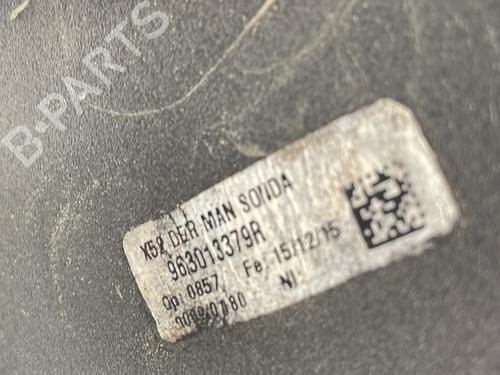 B-PARTS
X52 DER MAN SONDA
963013379R
Op 0857, Fe, 15/12/15
NI